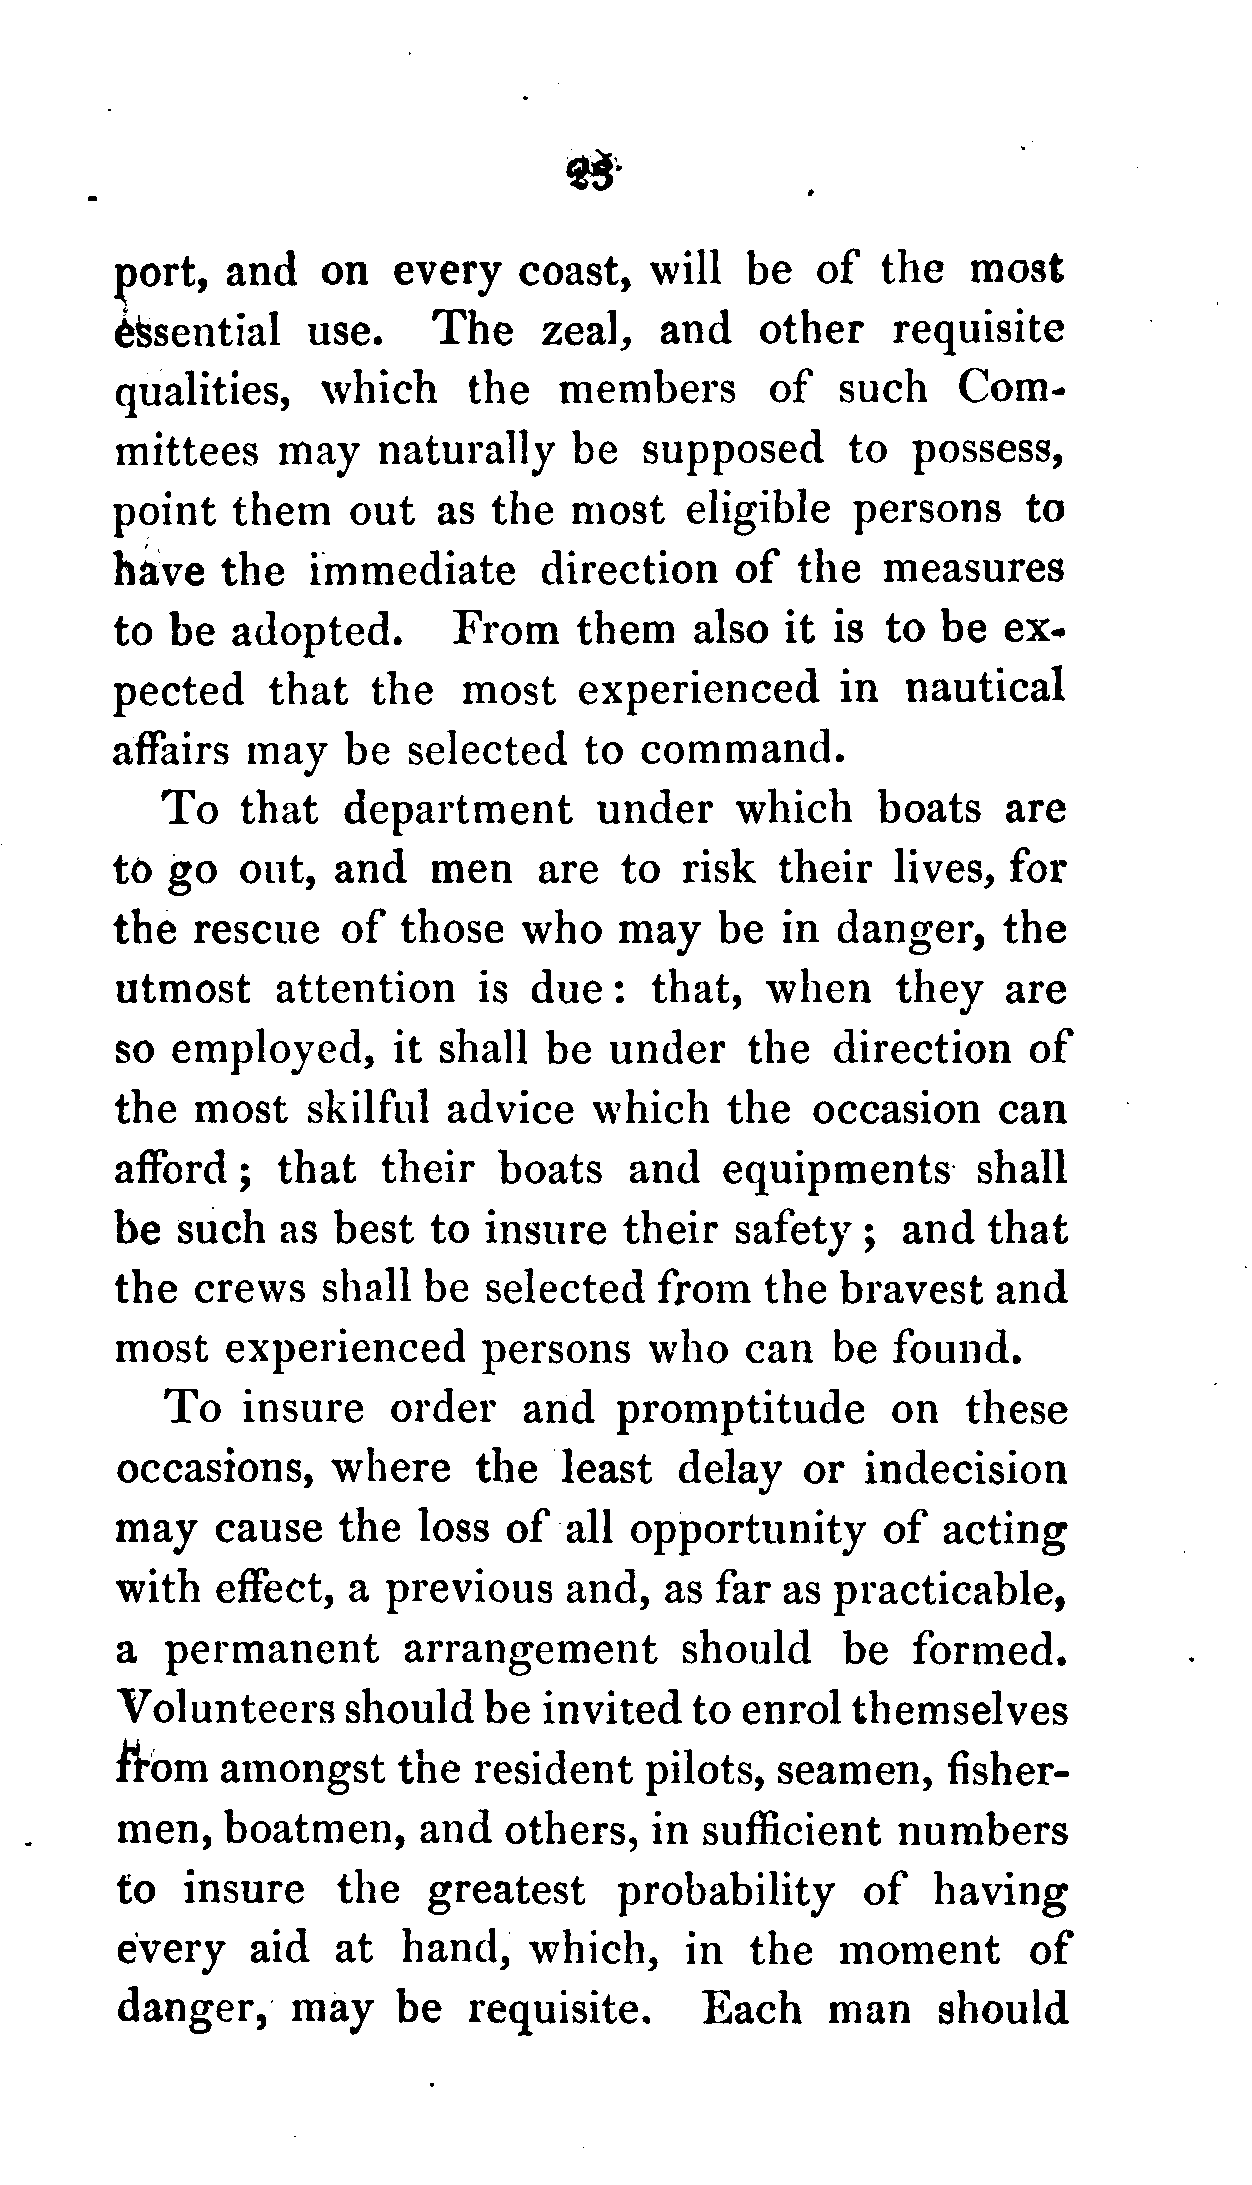 port, and on every coast, will be of the most
essential use. The zeal, and other requisite
qualities, which the members of such Com-
mittees may naturally be supposed to possess,
point them out as the most eligible persons to
have the immediate direction of the measures
to be adopted. From them also it is to be ex-
pected that the most experienced in nautical
affairs may be selected to command.
To that department under which boats are
to go out, and men are to risk their lives, for
the rescue of those who may be in danger, the
utmost attention is due : that, when they are
so employed, it shall be under the direction of
the most skilful advice which the occasion can
afford ; that their boats and equipments shall
be such as best to insure their safety ; and that
the crews shall be selected from the bravest and
most experienced persons who can be found.
To insure order and promptitude on these
occasions, where the least delay or indecision
may cause the loss of all opportunity of acting
with effect, a previous and, as far as practicable,
a permanent arrangement should be formed.
Volunteers should be invited to enrol themselves
from amongst the resident pilots, seamen, fisher-
men, boatmen, and others, in sufficient numbers
to insure the greatest probability of having
every aid at hand, which, in the moment of
danger, may be requisite. Each man should